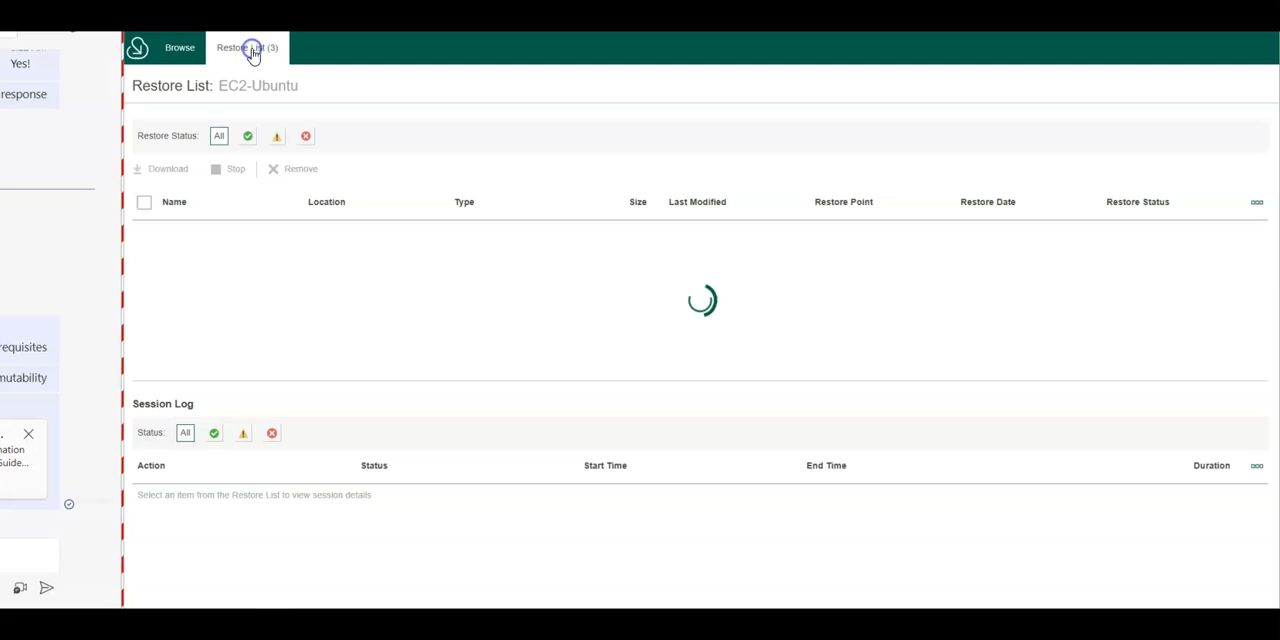 Yes!
response
requisites
mutability
...
nation
Guide...
Browse
Restore List (3)
Restore List: EC2-Ubuntu
Restore Status: All
Download Stop Remove
Name Location Type Size Last Modified Restore Point Restore Date Restore Status
Session Log
Status: All
Action Status Start Time End Time Duration
Select an item from the Restore List to view session details